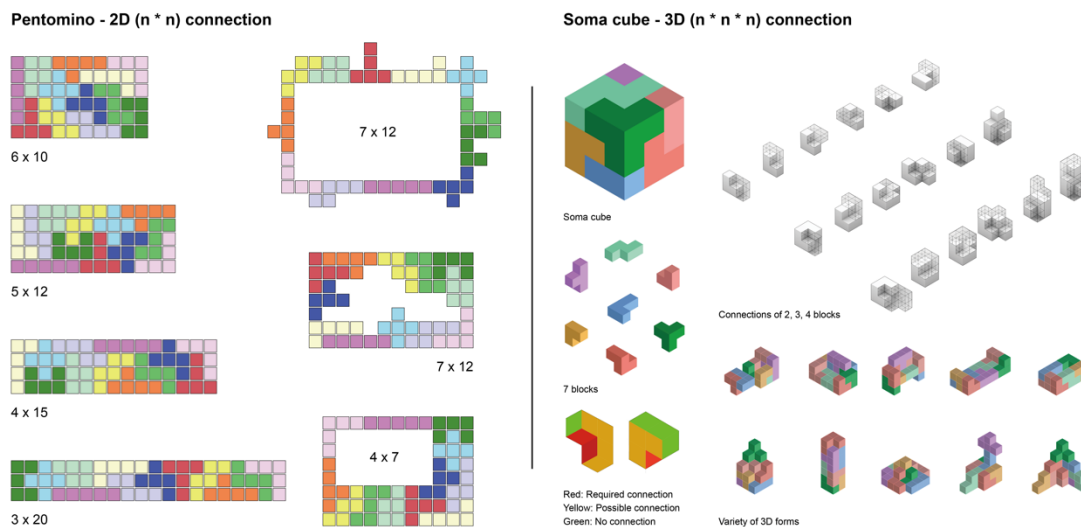 Pentomino - 2D (n * n) connection
6 x 10
5 x 12
4 x 15
3 x 20
7 x 12
7 x 12
4 x 7
Soma cube - 3D (n * n * n) connection
Soma cube
7 blocks
Red: Required connection
Yellow: Possible connection
Green: No connection
Connections of 2, 3, 4 blocks
Variety of 3D forms